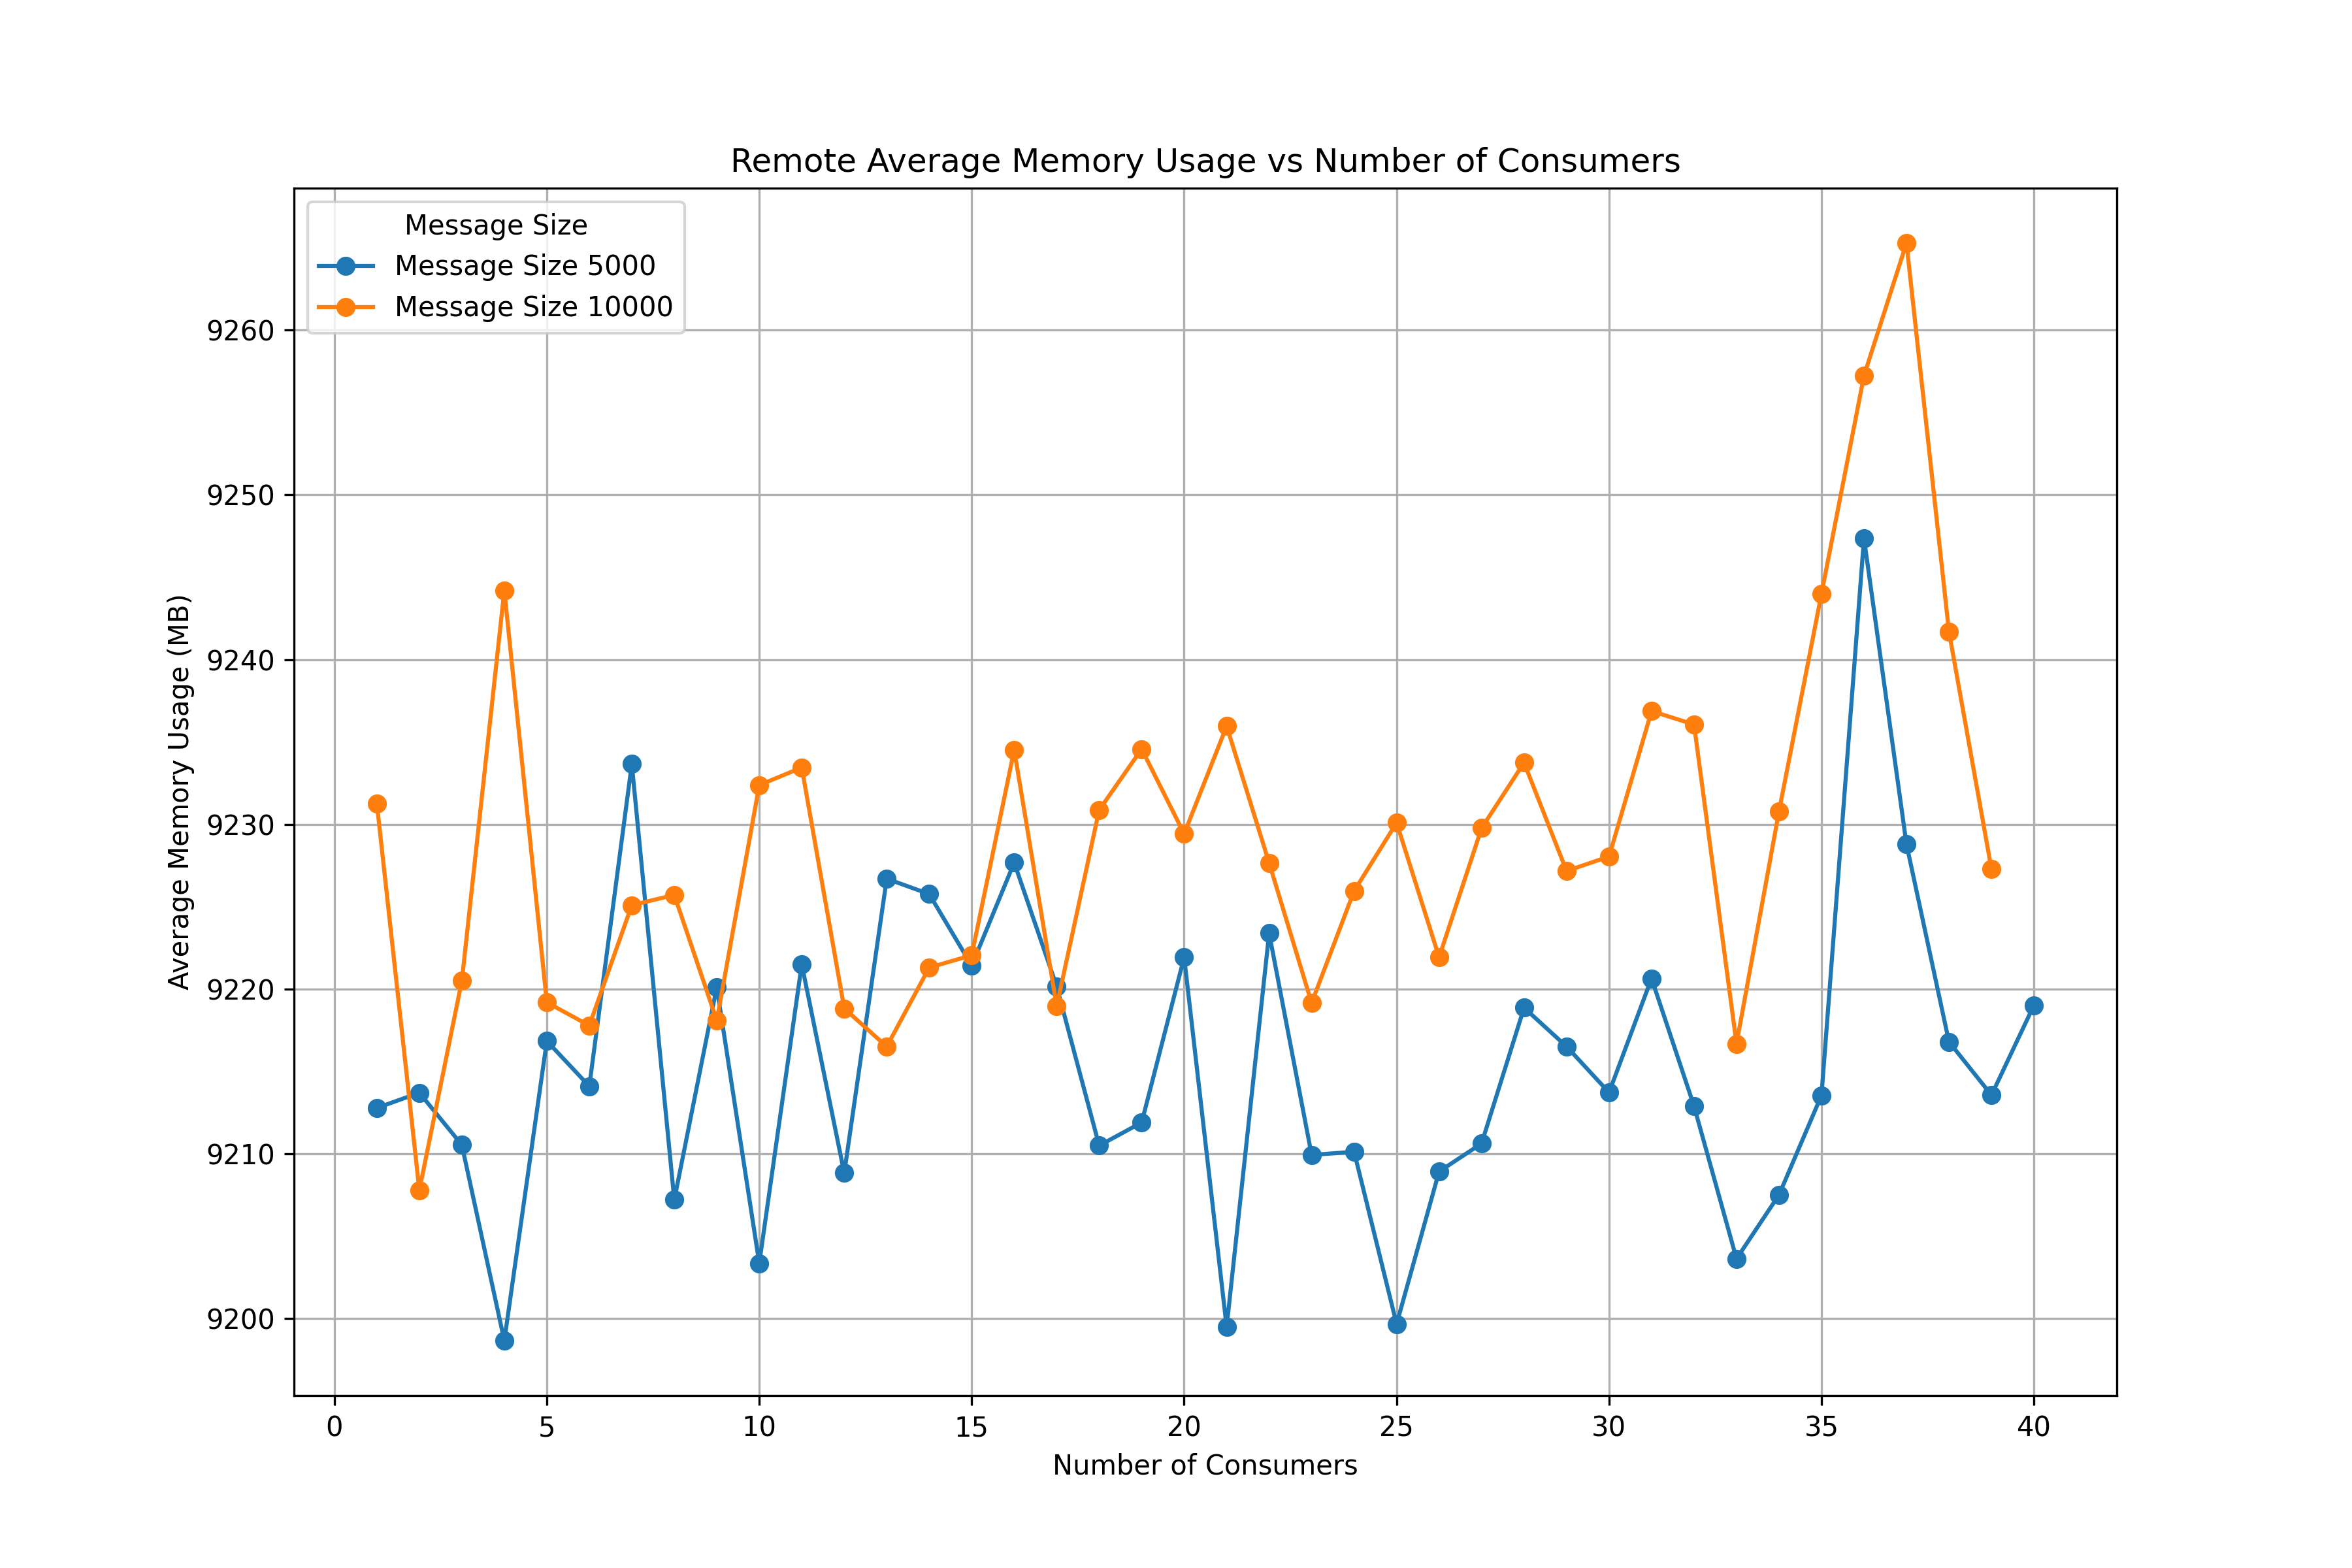 Remote Average Memory Usage vs Number of Consumers
Message Size
Message Size 5000
Message Size 10000
Average Memory Usage (MB)
9260
9250
9240
9230
9220
9210
9200
0 5 10 15 20 25 30 35 40
Number of Consumers